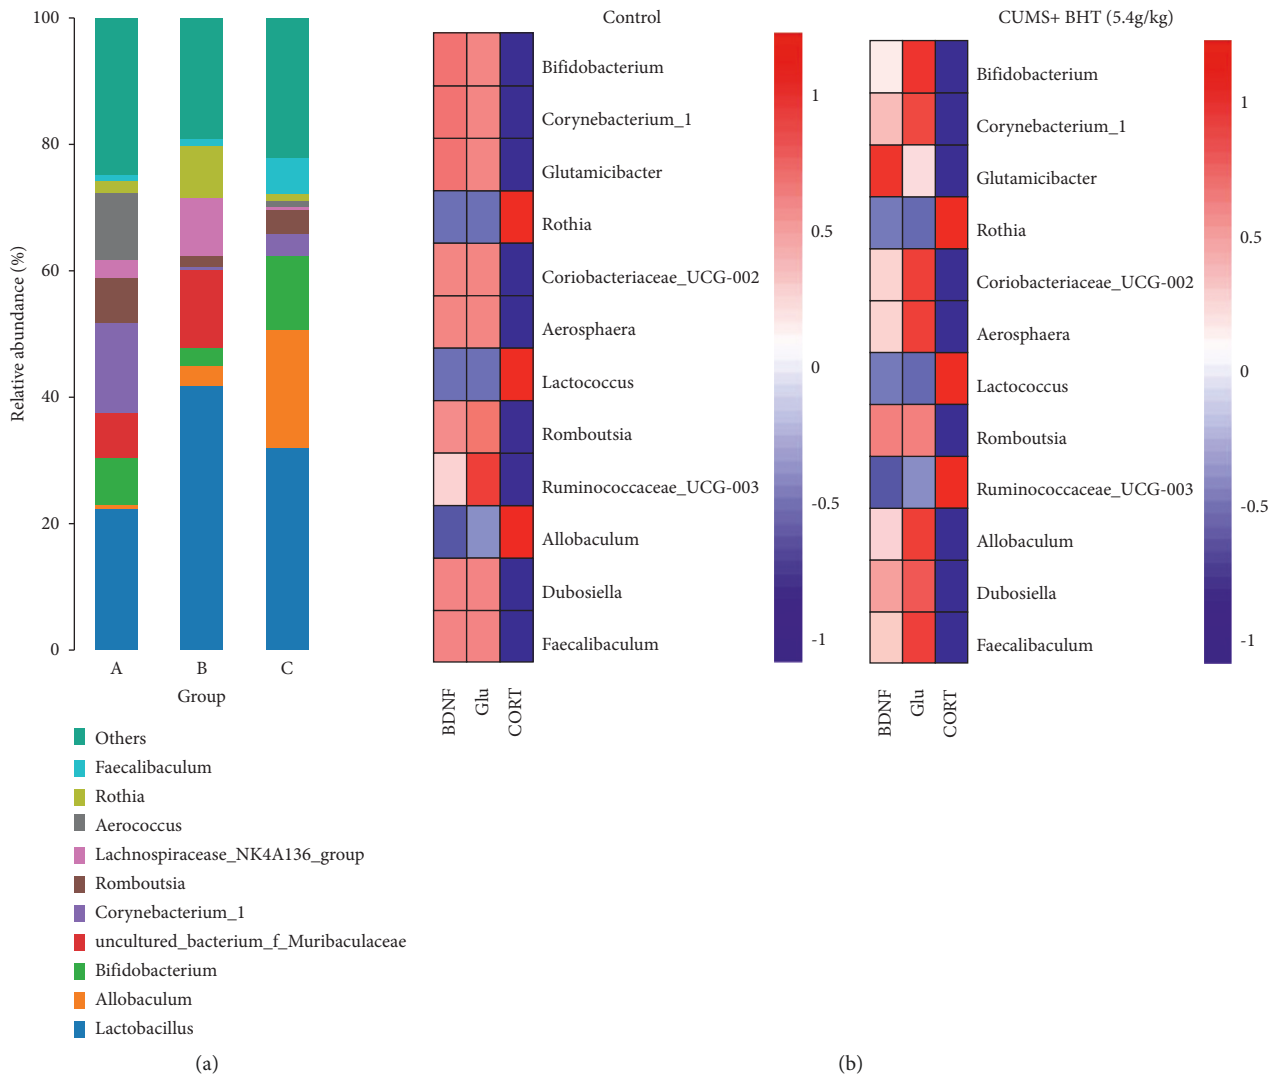 100
80
60
40
20
0
Relative abundance (%)
A
B
C
Group
Others
Faecalibaculum
Rothia
Aerococcus
Lachnospiracease_NK4A136_group
Romboutsia
Corynebacterium_1
uncultured_bacterium_f_Muribaculaceae
Bifidobacterium
Allobaculum
Lactobacillus
(a)
Control
Bifidobacterium
Corynebacterium_1
Glutamicibacter
Rothia
Coriobacteriaceae_UCG-002
Aerosphaera
Lactococcus
Romboutsia
Ruminococcaceae_UCG-003
Allobaculum
Dubosiella
Faecalibaculum
BDNF
Glu
CORT
1
0.5
0
-0.5
-1
CUMS+ BHT (5.4g/kg)
Bifidobacterium
Corynebacterium_1
Glutamicibacter
Rothia
Coriobacteriaceae_UCG-002
Aerosphaera
Lactococcus
Romboutsia
Ruminococcaceae_UCG-003
Allobaculum
Dubosiella
Faecalibaculum
BDNF
Glu
CORT
1
0.5
0
-0.5
-1
(b)